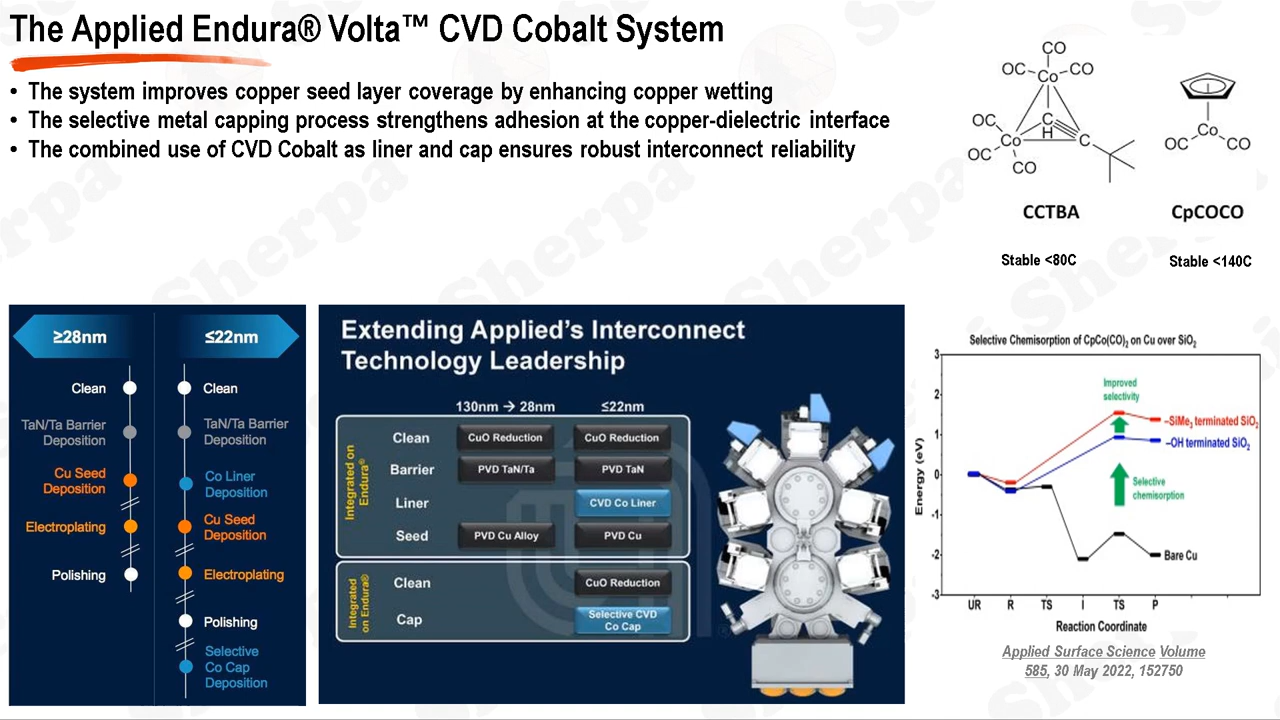 The Applied Endura® Volta™ CVD Cobalt System
• The system improves copper seed layer coverage by enhancing copper wetting
• The selective metal capping process strengthens adhesion at the copper-dielectric interface
• The combined use of CVD Cobalt as liner and cap ensures robust interconnect reliability
CO
OC
CO
Co
OC
C
H
Co
C
OC
CO
CCTBA
Stable <80C
Co
OC
CO
CpCOCO
Stable <140C
≥28nm
Clean
TaN/Ta Barrier
Deposition
Cu Seed
Deposition
Electroplating
Polishing
≤22nm
Clean
TaN/Ta Barrier
Deposition
Co Liner
Deposition
Cu Seed
Deposition
Electroplating
Polishing
Selective
Co Cap
Deposition
Extending Applied's Interconnect
Technology Leadership
130nm → 28nm ≤22nm
Integrated on
Endura®
Clean CuO Reduction CuO Reduction
Barrier PVD TaN/Ta PVD TaN
Liner CVD Co Liner
Seed PVD Cu Alloy PVD Cu
Integrated
on Endura®
Clean CuO Reduction
Cap Selective CVD
Co Cap
Selective Chemisorption of CpCo(CO)₂ on Cu over SiO₂
Energy (eV)
3
2
1
0
-1
-2
-3
Improved
selectivity
–SiMe₃ terminated SiO₂
–OH terminated SiO₂
Selective
chemisorption
Bare Cu
UR R TS I TS P
Reaction Coordinate
Applied Surface Science Volume
585, 30 May 2022, 152750
Sherpa
Sherpa
Sherpa